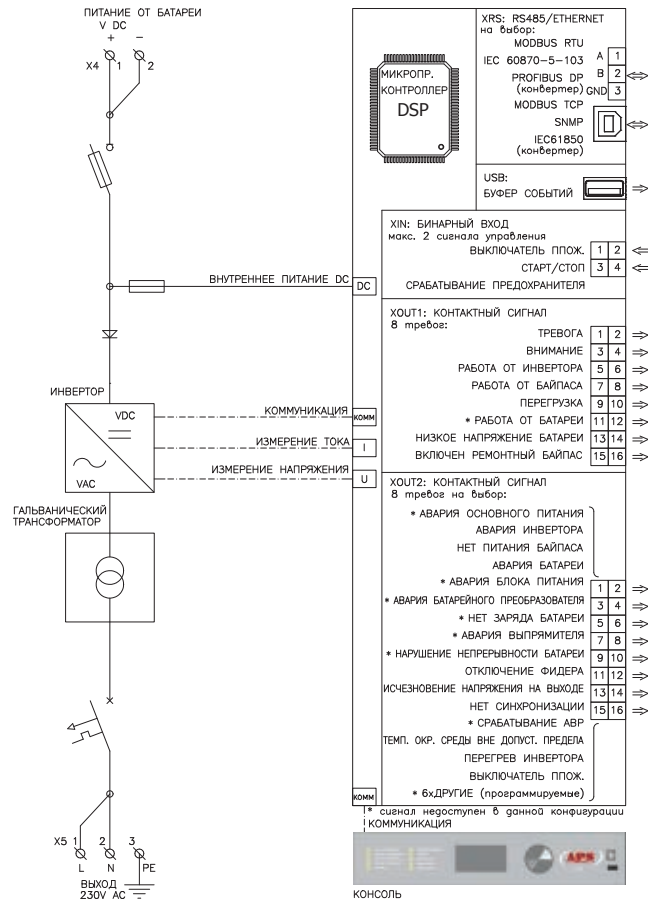 ПИТАНИЕ ОТ БАТАРЕИ
V DC
+ -
X4 1 2
ВНУТРЕННЕЕ ПИТАНИЕ DC
ИНВЕРТОР
VDC
VAC
КОММУНИКАЦИЯ
ИЗМЕРЕНИЕ ТОКА
ИЗМЕРЕНИЕ НАПРЯЖЕНИЯ
ГАЛЬВАНИЧЕСКИЙ
ТРАНСФОРМАТОР
X5 1 2 3
L N PE
ВЫХОД
230V AC
МИКРОПР.
КОНТРОЛЛЕР
DSP
DC
КОММ
I
U
КОММ
XRS: RS485/ETHERNET
на выбор:
MODBUS RTU
IEC 60870-5-103
PROFIBUS DP
(конвертер)
A 1
B 2
GND 3
MODBUS TCP
SNMP
IEC61850
(конвертер)
USB:
БУФЕР СОБЫТИЙ
XIN: БИНАРНЫЙ ВХОД
макс. 2 сигнала управления
ВЫКЛЮЧАТЕЛЬ ППОЖ. 1 2
СТАРТ/СТОП 3 4
СРАБАТЫВАНИЕ ПРЕДОХРАНИТЕЛЯ
XOUT1: КОНТАКТНЫЙ СИГНАЛ
8 тревог:
ТРЕВОГА 1 2
ВНИМАНИЕ 3 4
РАБОТА ОТ ИНВЕРТОРА 5 6
РАБОТА ОТ БАЙПАСА 7 8
ПЕРЕГРУЗКА 9 10
* РАБОТА ОТ БАТАРЕИ 11 12
НИЗКОЕ НАПРЯЖЕНИЕ БАТАРЕИ 13 14
ВКЛЮЧЕН РЕМОНТНЫЙ БАЙПАС 15 16
XOUT2: КОНТАКТНЫЙ СИГНАЛ
8 тревог на выбор:
* АВАРИЯ ОСНОВНОГО ПИТАНИЯ
АВАРИЯ ИНВЕРТОРА
НЕТ ПИТАНИЯ БАЙПАСА
АВАРИЯ БАТАРЕИ
* АВАРИЯ БЛОКА ПИТАНИЯ 1 2
* АВАРИЯ БАТАРЕЙНОГО ПРЕОБРАЗОВАТЕЛЯ 3 4
* НЕТ ЗАРЯДА БАТАРЕИ 5 6
* АВАРИЯ ВЫПРЯМИТЕЛЯ 7 8
* НАРУШЕНИЕ НЕПРЕРЫВНОСТИ БАТАРЕИ 9 10
ОТКЛЮЧЕНИЕ ФИДЕРА 11 12
ИСЧЕЗНОВЕНИЕ НАПРЯЖЕНИЯ НА ВЫХОДЕ 13 14
НЕТ СИНХРОНИЗАЦИИ 15 16
* СРАБАТЫВАНИЕ АВР
ТЕМП. ОКР. СРЕДЫ ВНЕ ДОПУСТ. ПРЕДЕЛА
ПЕРЕГРЕВ ИНВЕРТОРА
ВЫКЛЮЧАТЕЛЬ ППОЖ.
* 6хДРУГИЕ (программируемые)
* сигнал недоступен в данной конфигурации
КОММУНИКАЦИЯ
APS
КОНСОЛЬ